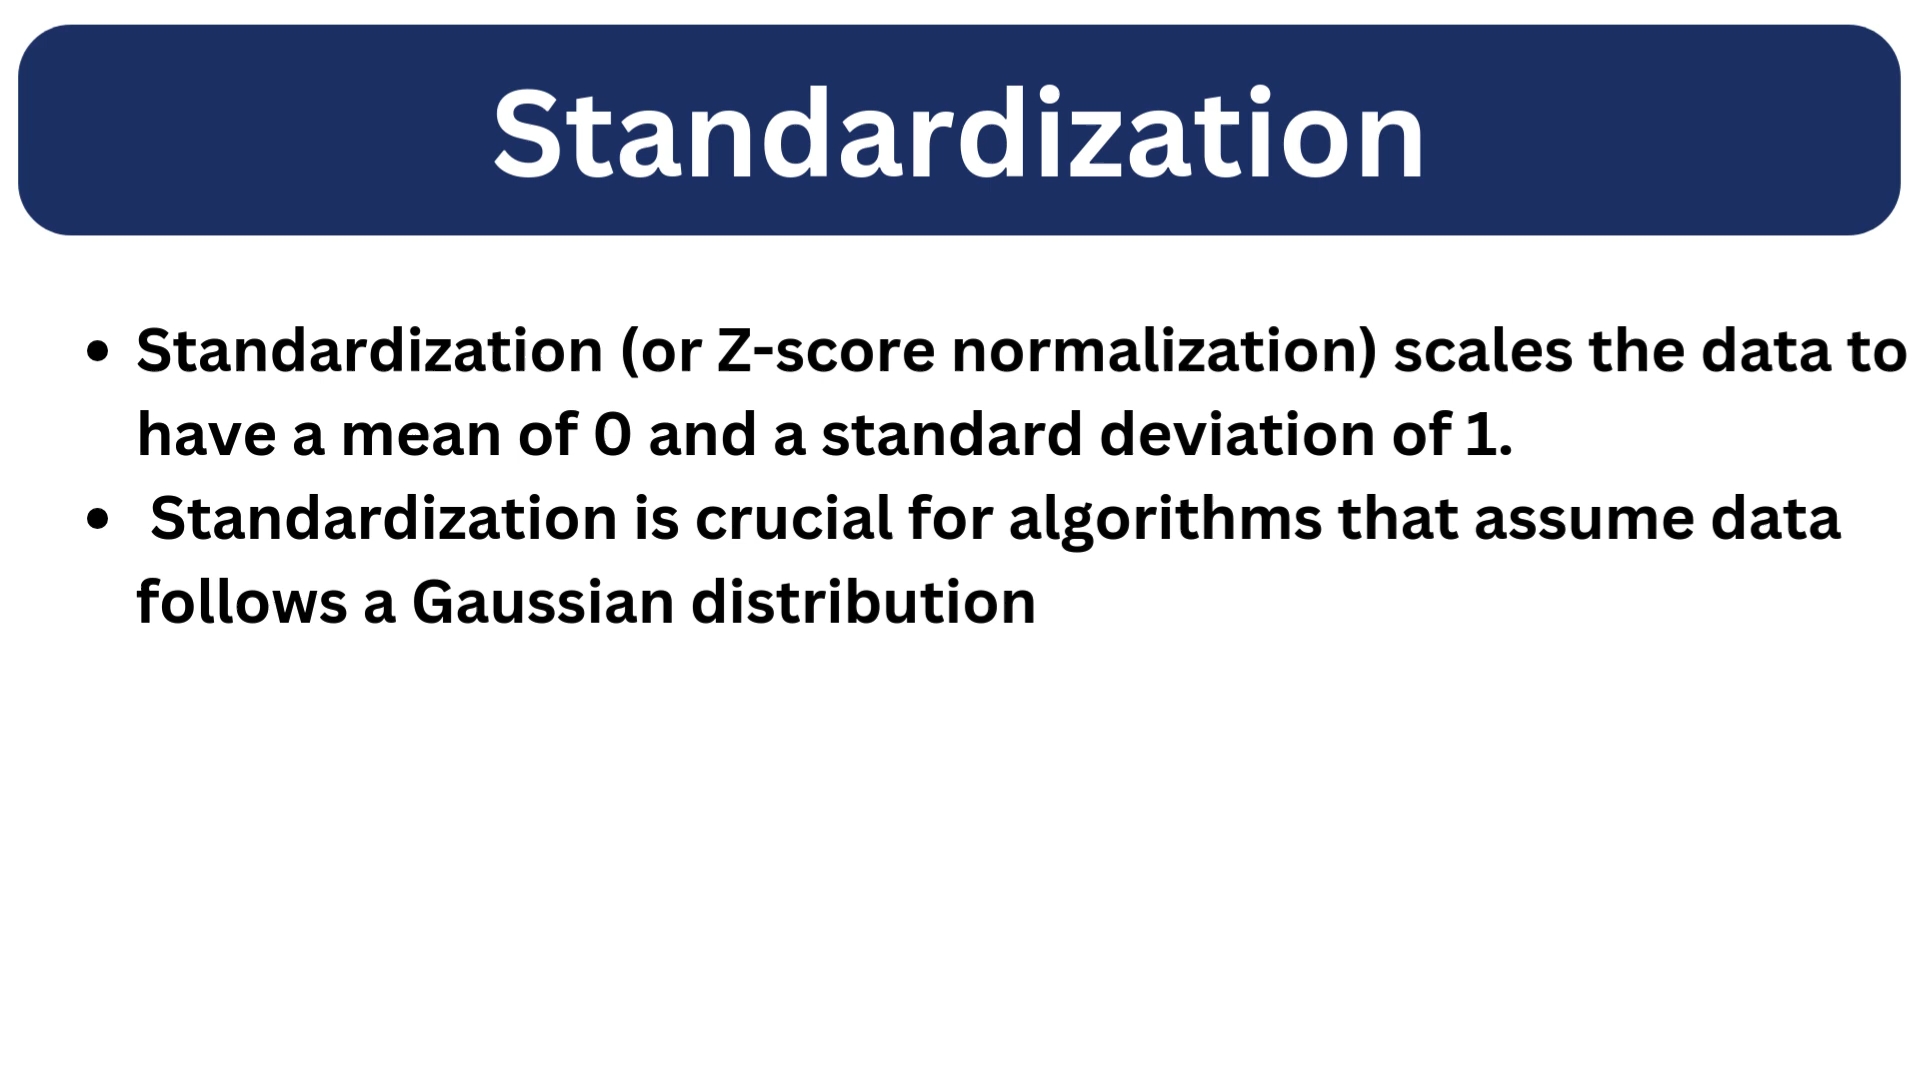 Standardization
• Standardization (or Z-score normalization) scales the data to
have a mean of 0 and a standard deviation of 1.
• Standardization is crucial for algorithms that assume data
follows a Gaussian distribution